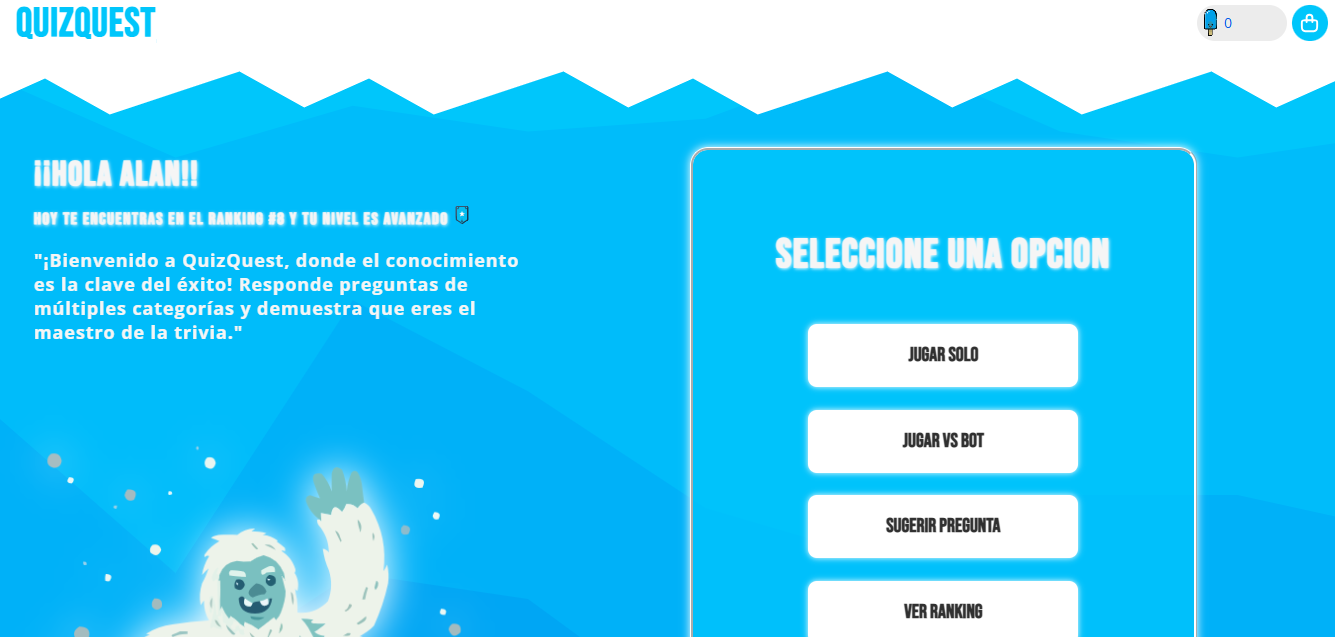 QUIZQUEST
0
¡¡HOLA ALAN!!
HOY TE ENCUENTRAS EN EL RANKING #8 Y TU NIVEL ES AVANZADO
"¡Bienvenido a QuizQuest, donde el conocimiento
es la clave del éxito! Responde preguntas de
múltiples categorías y demuestra que eres el
maestro de la trivia."
SELECCIONE UNA OPCION
JUGAR SOLO
JUGAR VS BOT
SUGERIR PREGUNTA
VER RANKING